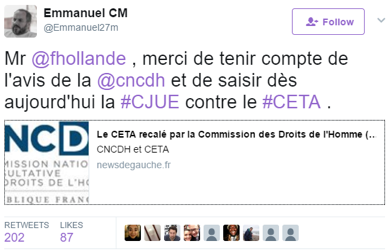 Emmanuel CM
@Emmanuel27m
Follow
Mr @fhollande , merci de tenir compte de
l'avis de la @cncdh et de saisir dès
aujourd'hui la #CJUE contre le #CETA .
NCD
MISSION NATIO
SULTATIVE
DROITS DE L'HO
BLIQUE FRANÇ
Le CETA recalé par la Commission des Droits de l'Homme (...
CNCDH et CETA
newsdegauche.fr
RETWEETS LIKES
202 87